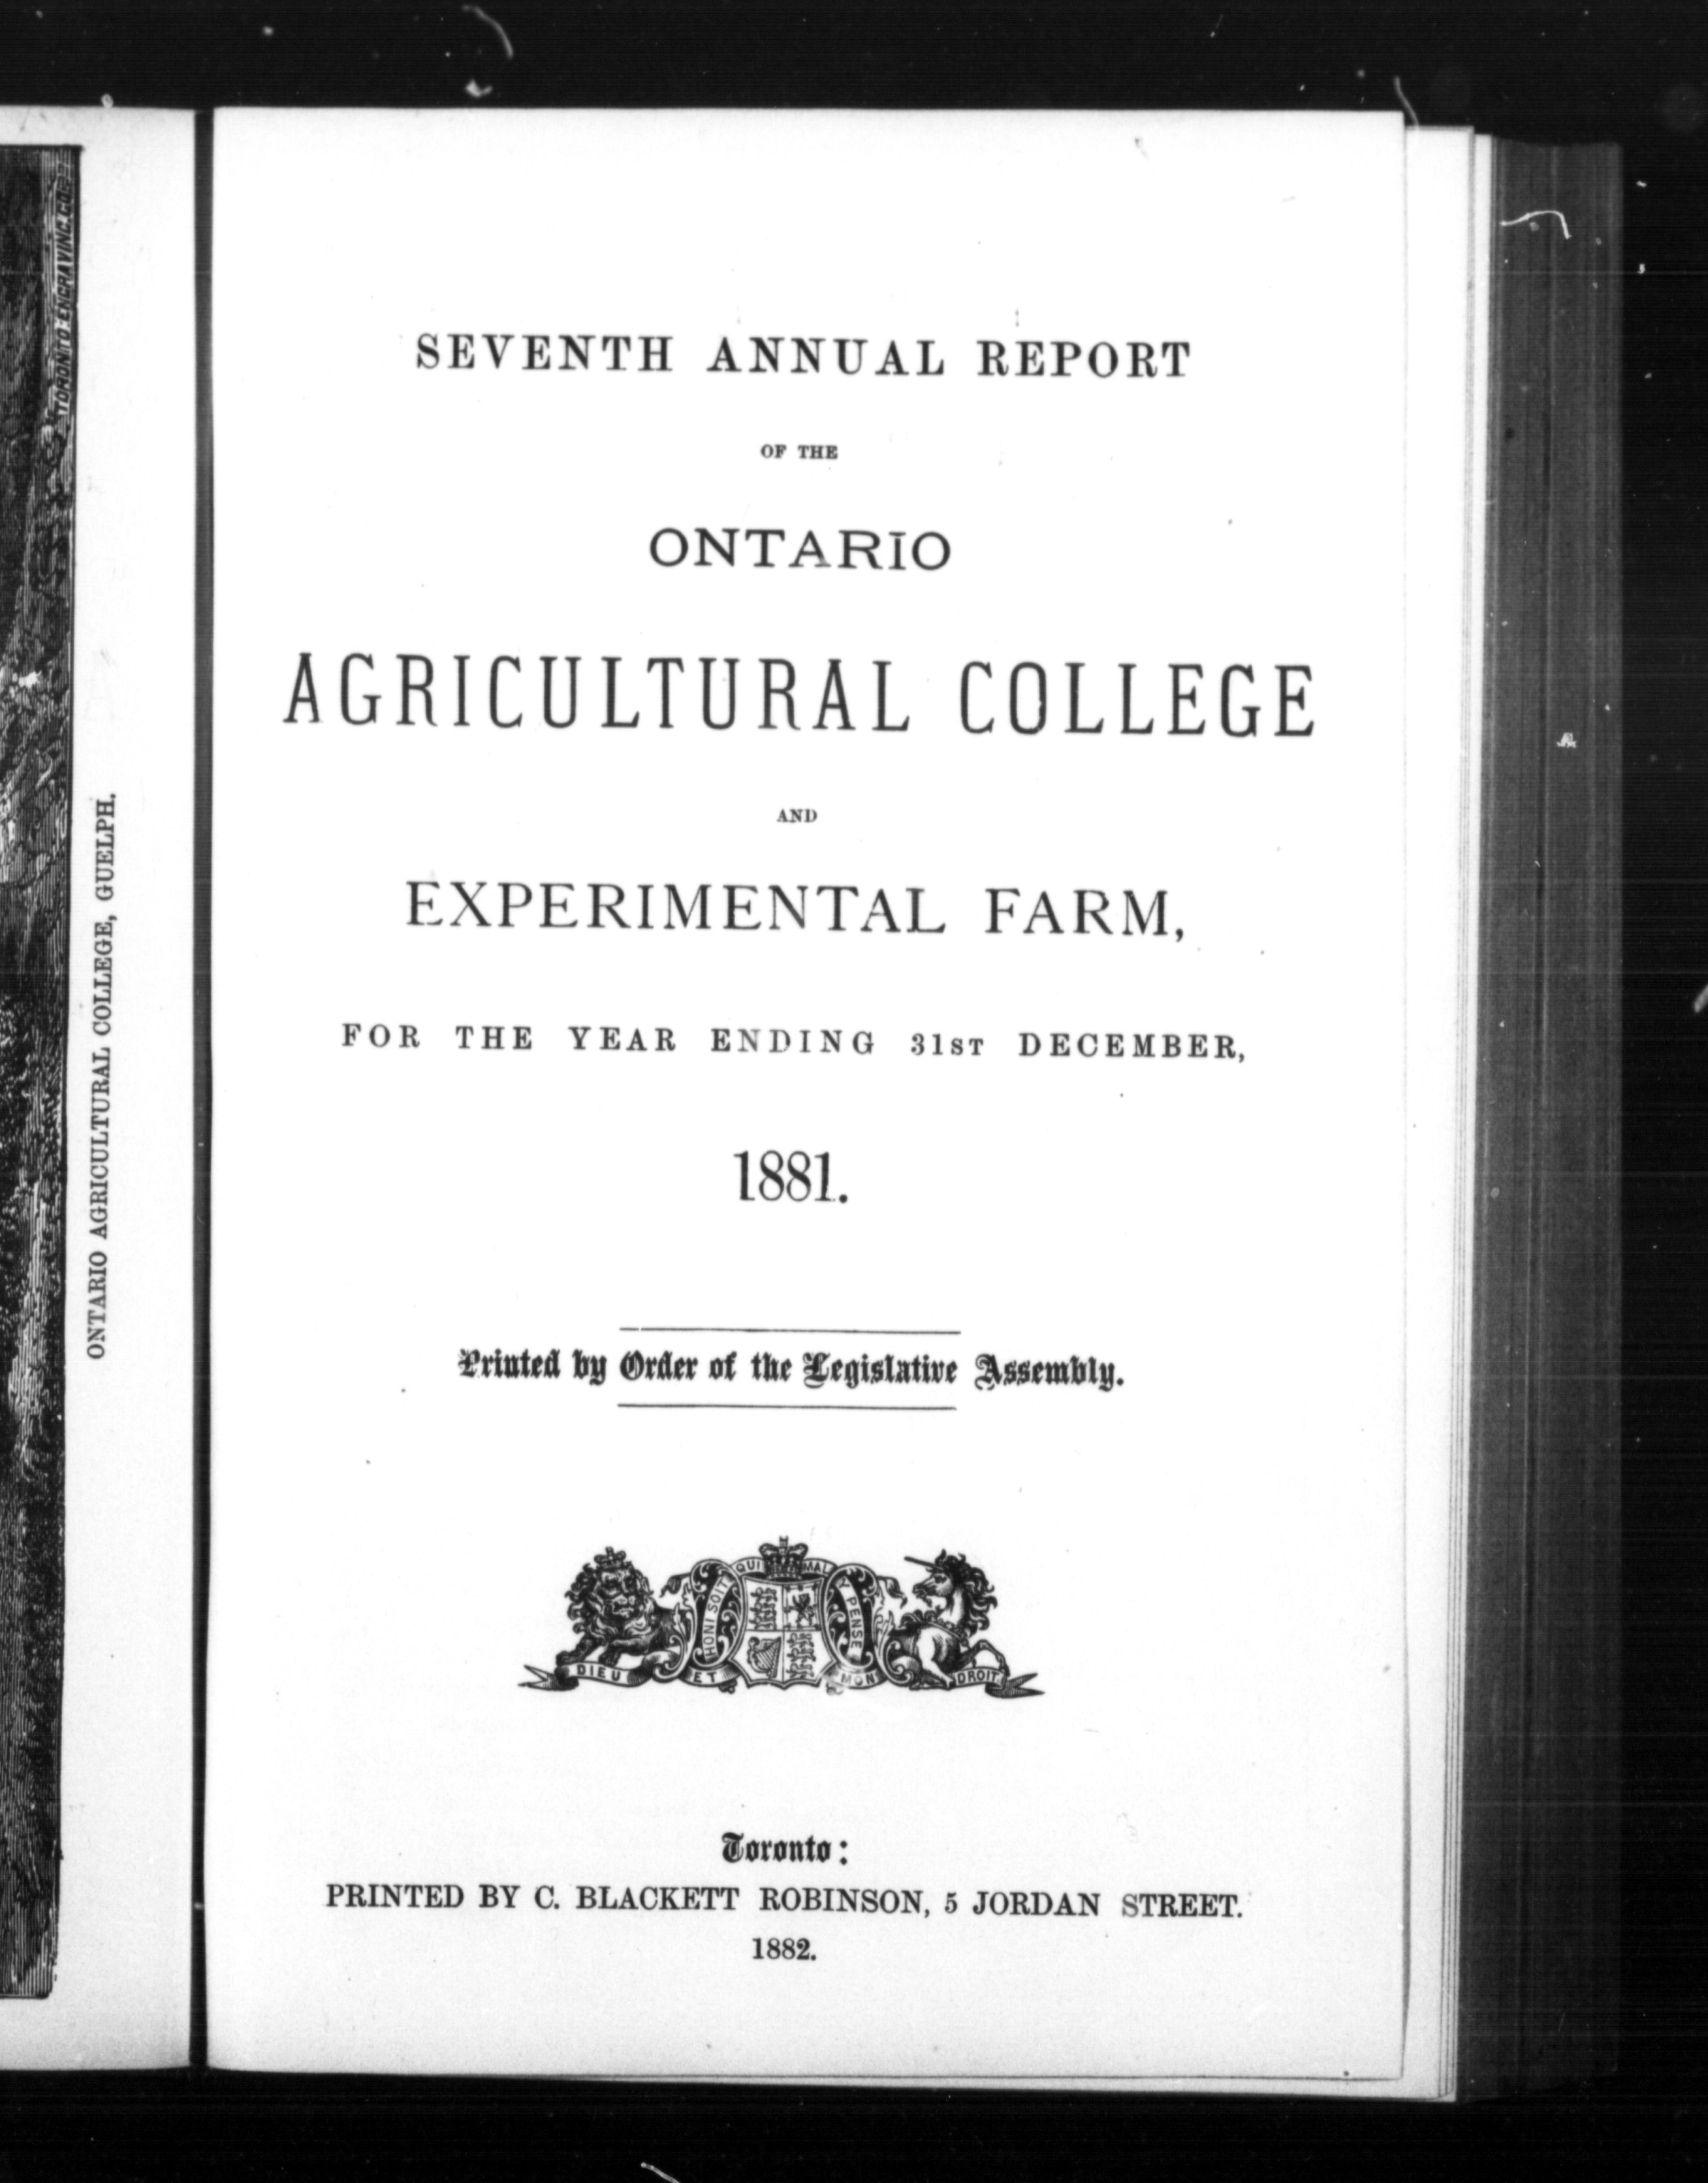 TORONTO ENGRAVING CO.
ONTARIO AGRICULTURAL COLLEGE, GUELPH.
SEVENTH ANNUAL REPORT
OF THE
ONTARIO
AGRICULTURAL COLLEGE
AND
EXPERIMENTAL FARM,
FOR THE YEAR ENDING 31ST DECEMBER,
1881.
Printed by Order of the Legislative Assembly.
HONI SOIT QUI MAL Y PENSE
DIEU ET MON DROIT
Toronto:
PRINTED BY C. BLACKETT ROBINSON, 5 JORDAN STREET.
1882.